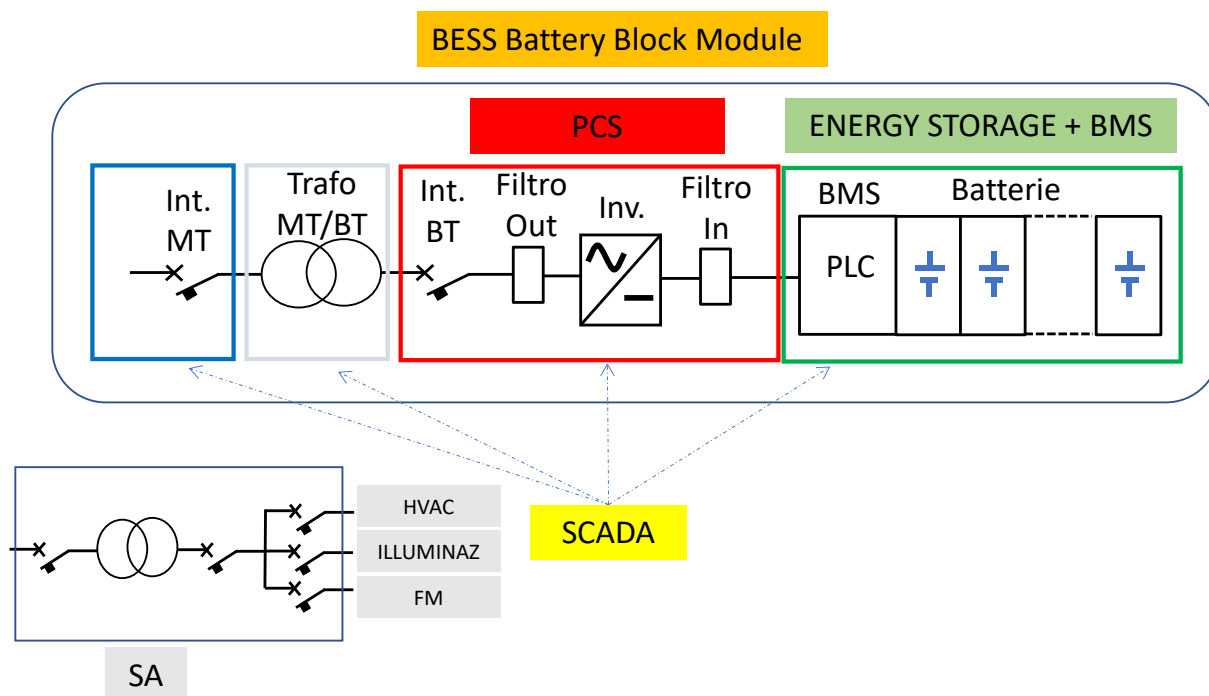 BESS Battery Block Module
PCS
ENERGY STORAGE + BMS
Int.
MT
Trafo
MT/BT
Int.
BT
Filtro
Out
Inv.
Filtro
In
BMS
Batterie
PLC
SCADA
HVAC
ILLUMINAZ
FM
SA